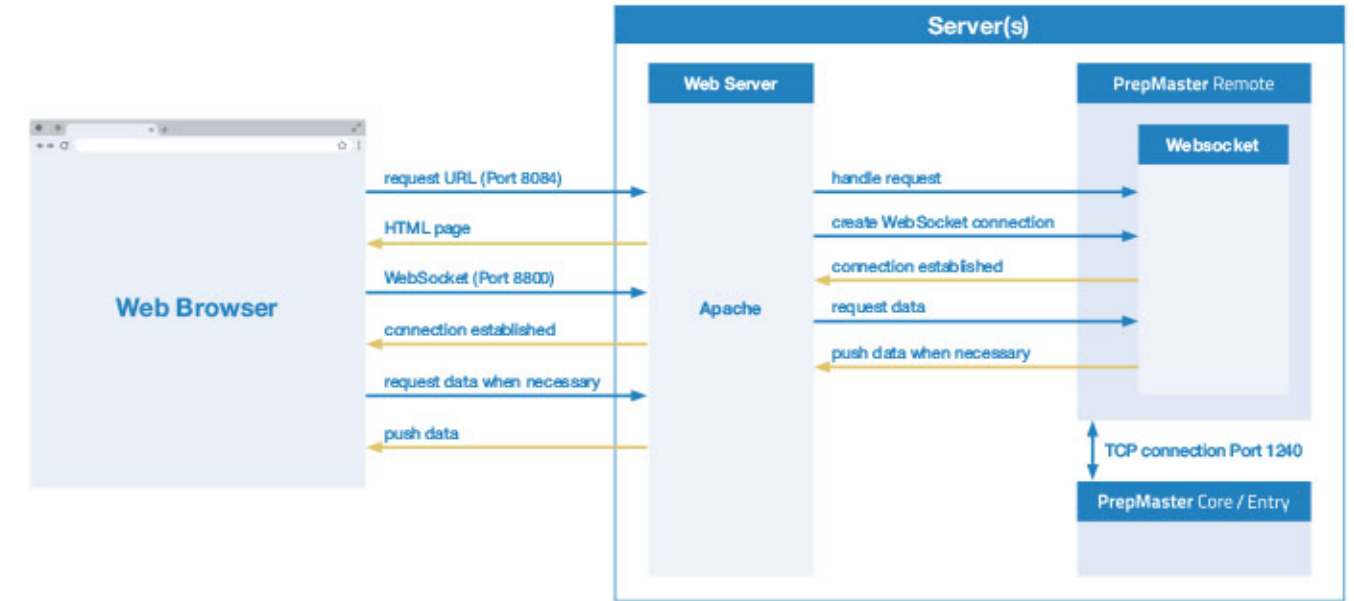 Server(s)
Web Server
PrepMaster Remote
Websocket
request URL (Port 8084)
handle request
HTML page
create WebSocket connection
WebSocket (Port 8800)
connection established
Web Browser
Apache
request data
connection established
push data when necessary
request data when necessary
push data
TCP connection Port 1240
PrepMaster Core / Entry